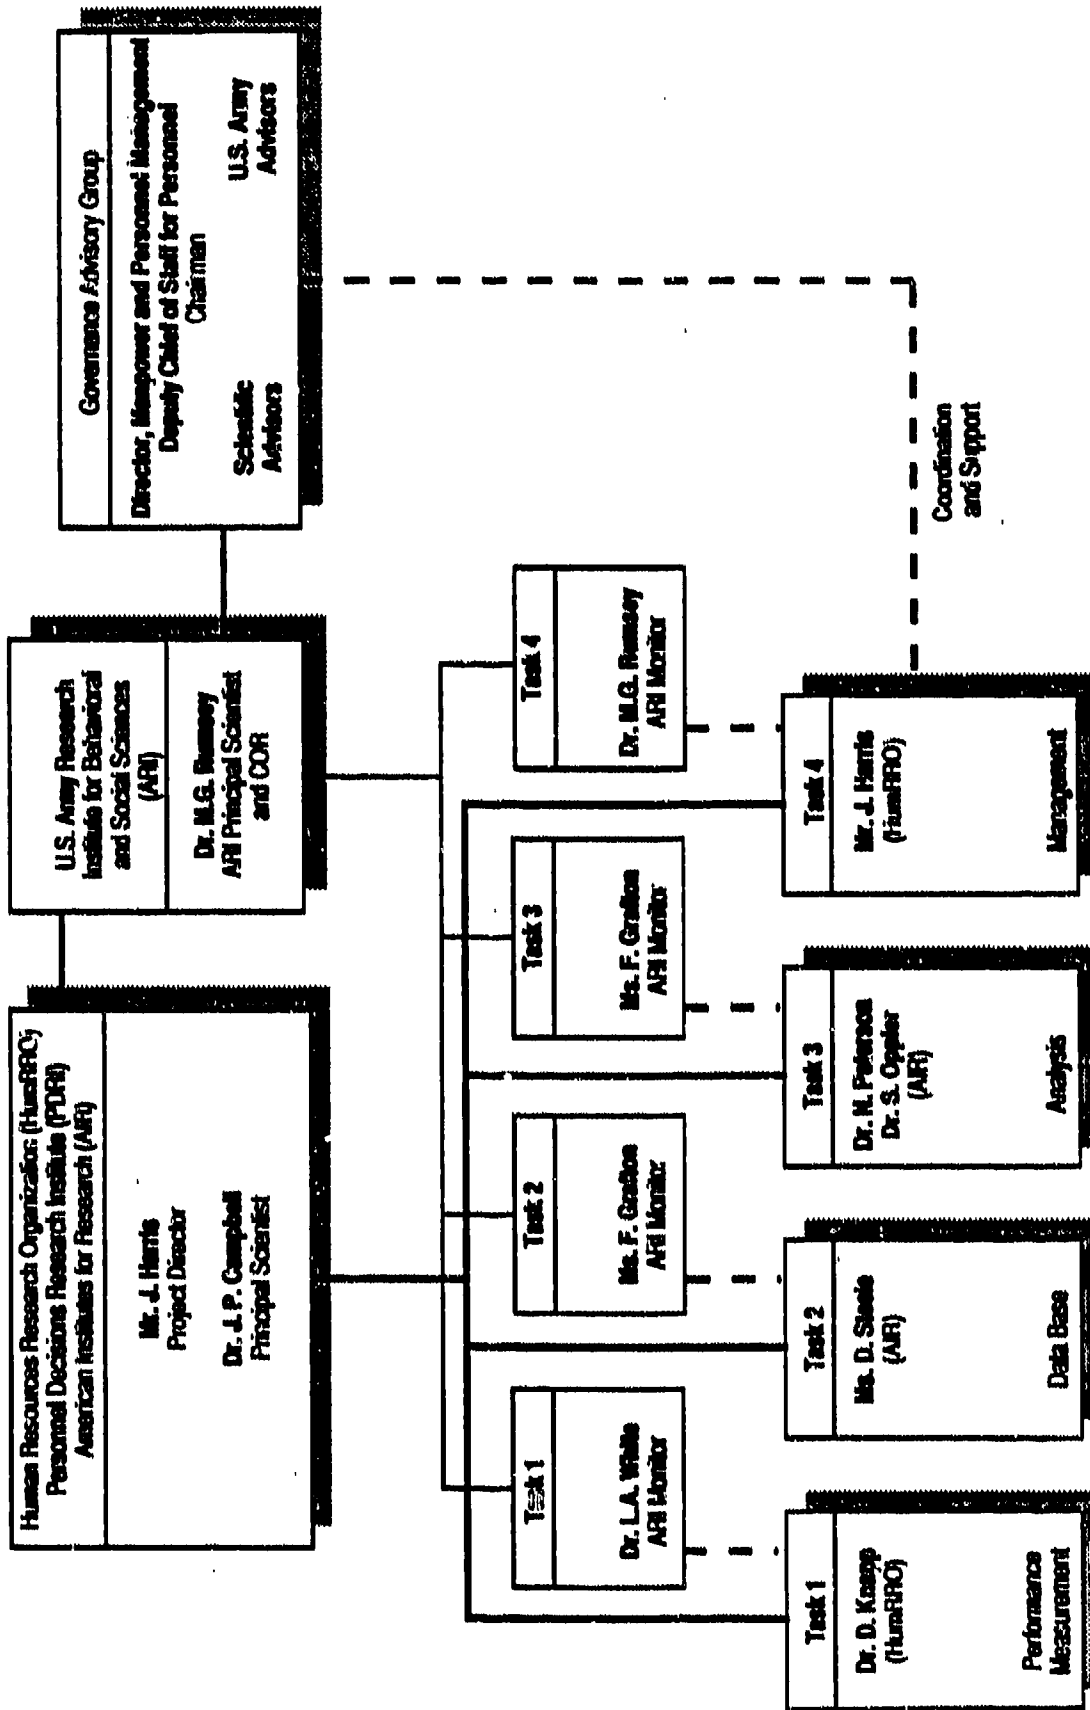 Human Resources Research Organization (HumRRO)
Personnel Decisions Research Institute (PDRI)
American Institutes for Research (AIR)
Mr. J. Harris
Project Director
Dr. J. P. Campbell
Principal Scientist
U.S. Army Research
Institute for Behavioral
and Social Sciences
(ARI)
Dr. M.G. Rumsey
ARI Principal Scientist
and COR
Governance Advisory Group
Director, Manpower and Personnel Management
Deputy Chief of Staff for Personnel
Chairman
Scientific
Advisors
U.S. Army
Advisors
Task 1
Dr. L.A. White
ARI Monitor
Task 2
Ms. F. Grafton
ARI Monitor
Task 3
Ms. F. Grafton
ARI Monitor
Task 4
Dr. M.G. Rumsey
ARI Monitor
Coordination
and Support
Task 1
Dr. D. Knapp
(HumRRO)
Performance
Measurement
Task 2
Ms. D. Steele
(AIR)
Data Base
Task 3
Dr. N. Peterson
Dr. S. Oppler
(AIR)
Analysis
Task 4
Mr. J. Harris
(HumRRO)
Management